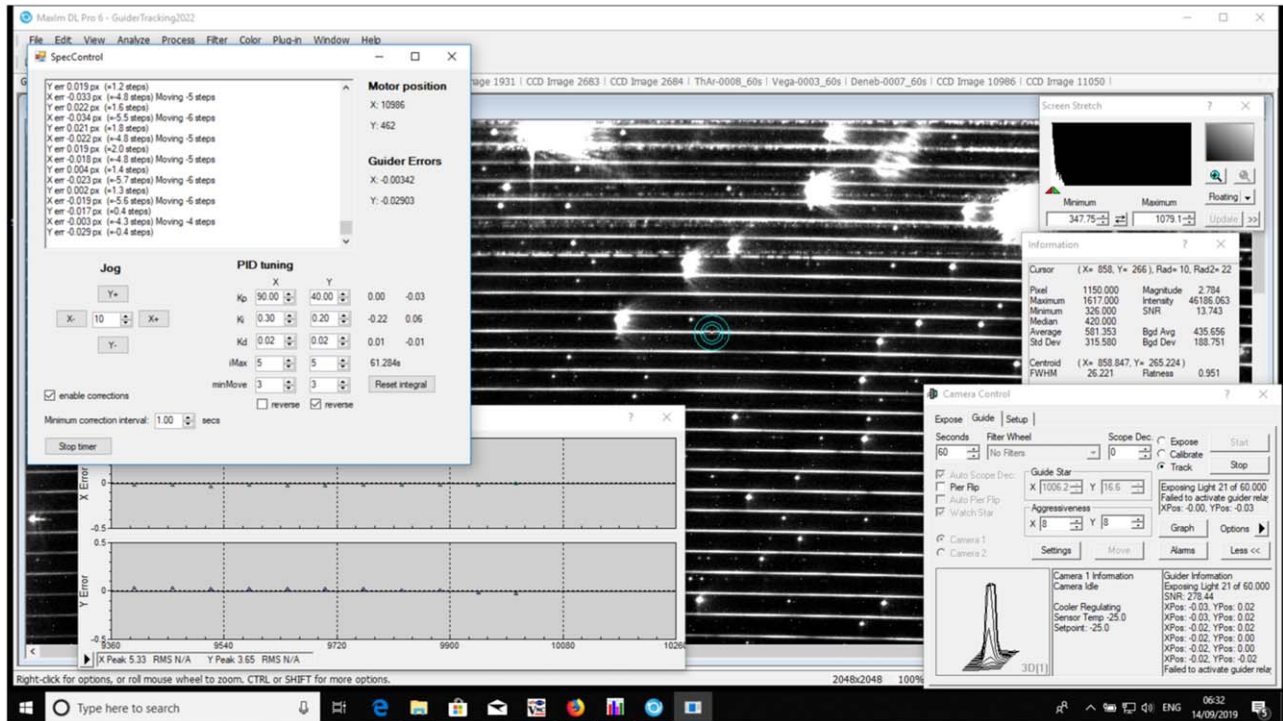 Maxim DL Pro 6 - GuiderTracking2022
File Edit View Analyze Process Filter Color Plug-in Window Help
age 1931 | CCD Image 2683 | CCD Image 2684 | ThAr-0008_60s | Vega-0003_60s | Deneb-0007_60s | CCD Image 10986 | CCD Image 11050 |
SpecControl
Y err 0.019 px (=1.2 steps)
X err -0.033 px (=-4.8 steps) Moving -5 steps
Y err 0.022 px (=1.6 steps)
X err -0.034 px (=-5.5 steps) Moving -6 steps
Y err 0.021 px (=1.8 steps)
X err -0.022 px (=-4.8 steps) Moving -5 steps
Y err 0.019 px (=2.0 steps)
X err -0.018 px (=-4.8 steps) Moving -5 steps
Y err 0.004 px (=1.4 steps)
X err -0.023 px (=-5.7 steps) Moving -6 steps
Y err 0.002 px (=1.3 steps)
X err -0.019 px (=-5.6 steps) Moving -6 steps
Y err -0.017 px (=0.4 steps)
X err -0.003 px (=-4.3 steps) Moving -4 steps
Y err -0.029 px (=-0.4 steps)
Motor position
X: 10986
Y: 462
Guider Errors
X: -0.00342
Y: -0.02903
Jog
Y+
X- 10 X+
Y-
PID tuning
X Y
Kp 90.00 40.00 0.00 -0.03
Ki 0.30 0.20 -0.22 0.06
Kd 0.02 0.02 0.01 -0.01
iMax 5 5 61.284s
minMove 3 3 Reset integral
reverse reverse
enable corrections
Minimum correction interval: 1.00 secs
Stop timer
Screen Stretch
Minimum Maximum
Floating
347.75 1079.1 Update >>
Information
Cursor (X= 858, Y= 266), Rad= 10, Rad2= 22
Pixel 1150.000 Magnitude 2.784
Maximum 1617.000 Intensity 46186.063
Minimum 326.000 SNR 13.743
Median 420.000
Average 581.353 Bgd Avg 435.656
Std Dev 315.580 Bgd Dev 188.751
Centroid (X= 858.847, Y= 265.224)
FWHM 26.221 Flatness 0.951
Camera Control
Expose Guide Setup
Seconds Filter Wheel Scope Dec.
60 No Filters 0
Expose Start
Calibrate
Track Stop
Auto Scope Dec.
Pier Flip
Auto Pier Flip
Watch Star
Guide Star
X 1006.2 Y 16.6
Aggressiveness
X 8 Y 8
Exposing Light 21 of 60.000
Failed to activate guider rela
XPos: -0.00, YPos: -0.03
Graph Options
Camera 1
Camera 2
Settings Move Alarms Less <<
3D[1]
Camera 1 Information
Camera Idle
Cooler Regulating
Sensor Temp -25.0
Setpoint: -25.0
Guider Information
Exposing Light 21 of 60.000
SNR: 278.44
XPos: -0.03, YPos: 0.02
XPos: -0.03, YPos: 0.02
XPos: -0.02, YPos: 0.02
XPos: -0.02, YPos: 0.00
XPos: -0.02, YPos: 0.00
XPos: -0.02, YPos: -0.02
Failed to activate guider rela
X Error
0
-0.5
0.5
Y Error
0
-0.5
9360 9540 9720 9900 10080 10260
X Peak 5.33 RMS N/A Y Peak 3.65 RMS N/A
Right-click for options, or roll mouse wheel to zoom. CTRL or SHIFT for more options.
2048x2048 100%
Type here to search
ENG
06:32
14/09/2019